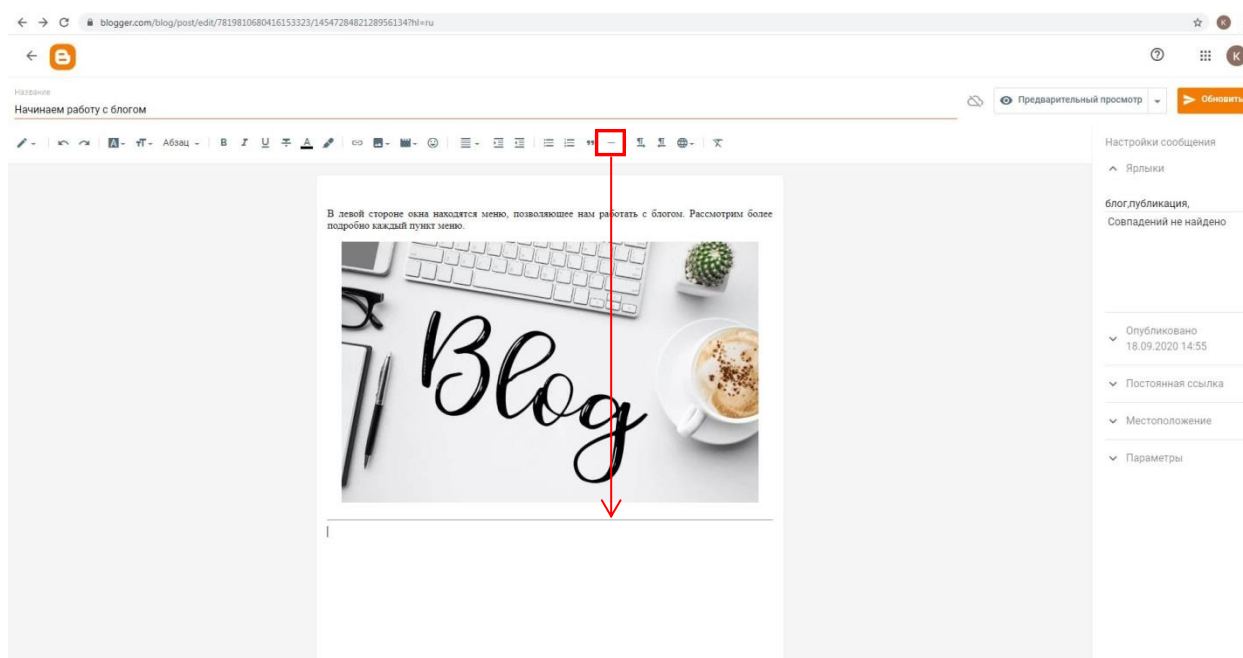 blogger.com/blog/post/edit/7819810680416153323/1454728482128956134?hl=ru
K
K
Название
Начинаем работу с блогом
Предварительный просмотр
Обновить
Абзац
B I U A
Настройки сообщения
Ярлыки
блог,публикация,
Совпадений не найдено
В левой стороне окна находятся меню, позволяющее нам работать с блогом. Рассмотрим более
подробно каждый пункт меню.
Blog
Опубликовано
18.09.2020 14:55
Постоянная ссылка
Местоположение
Параметры